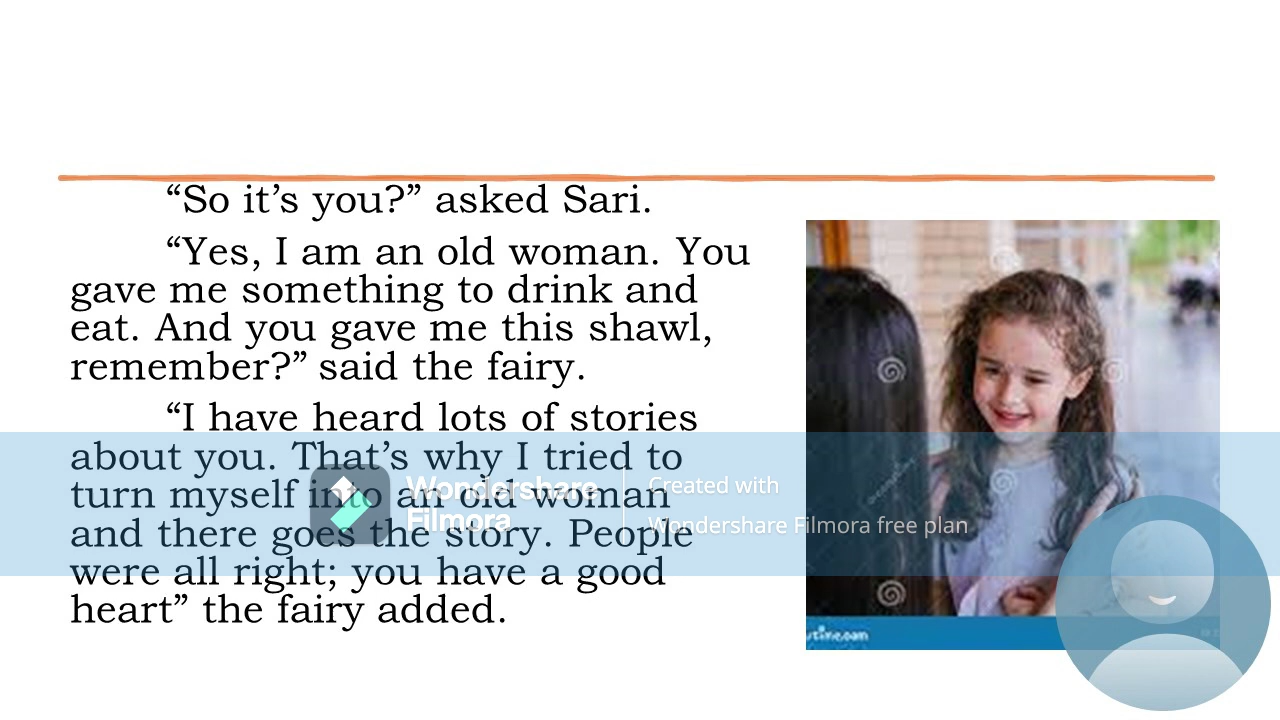 “So it’s you?” asked Sari.
“Yes, I am an old woman. You
gave me something to drink and
eat. And you gave me this shawl,
remember?” said the fairy.
“I have heard lots of stories
about you. That’s why I tried to
turn myself into an old woman
and there goes the story. People
were all right; you have a good
heart” the fairy added.
Wondershare
Filmora
Created with
Wondershare Filmora free plan